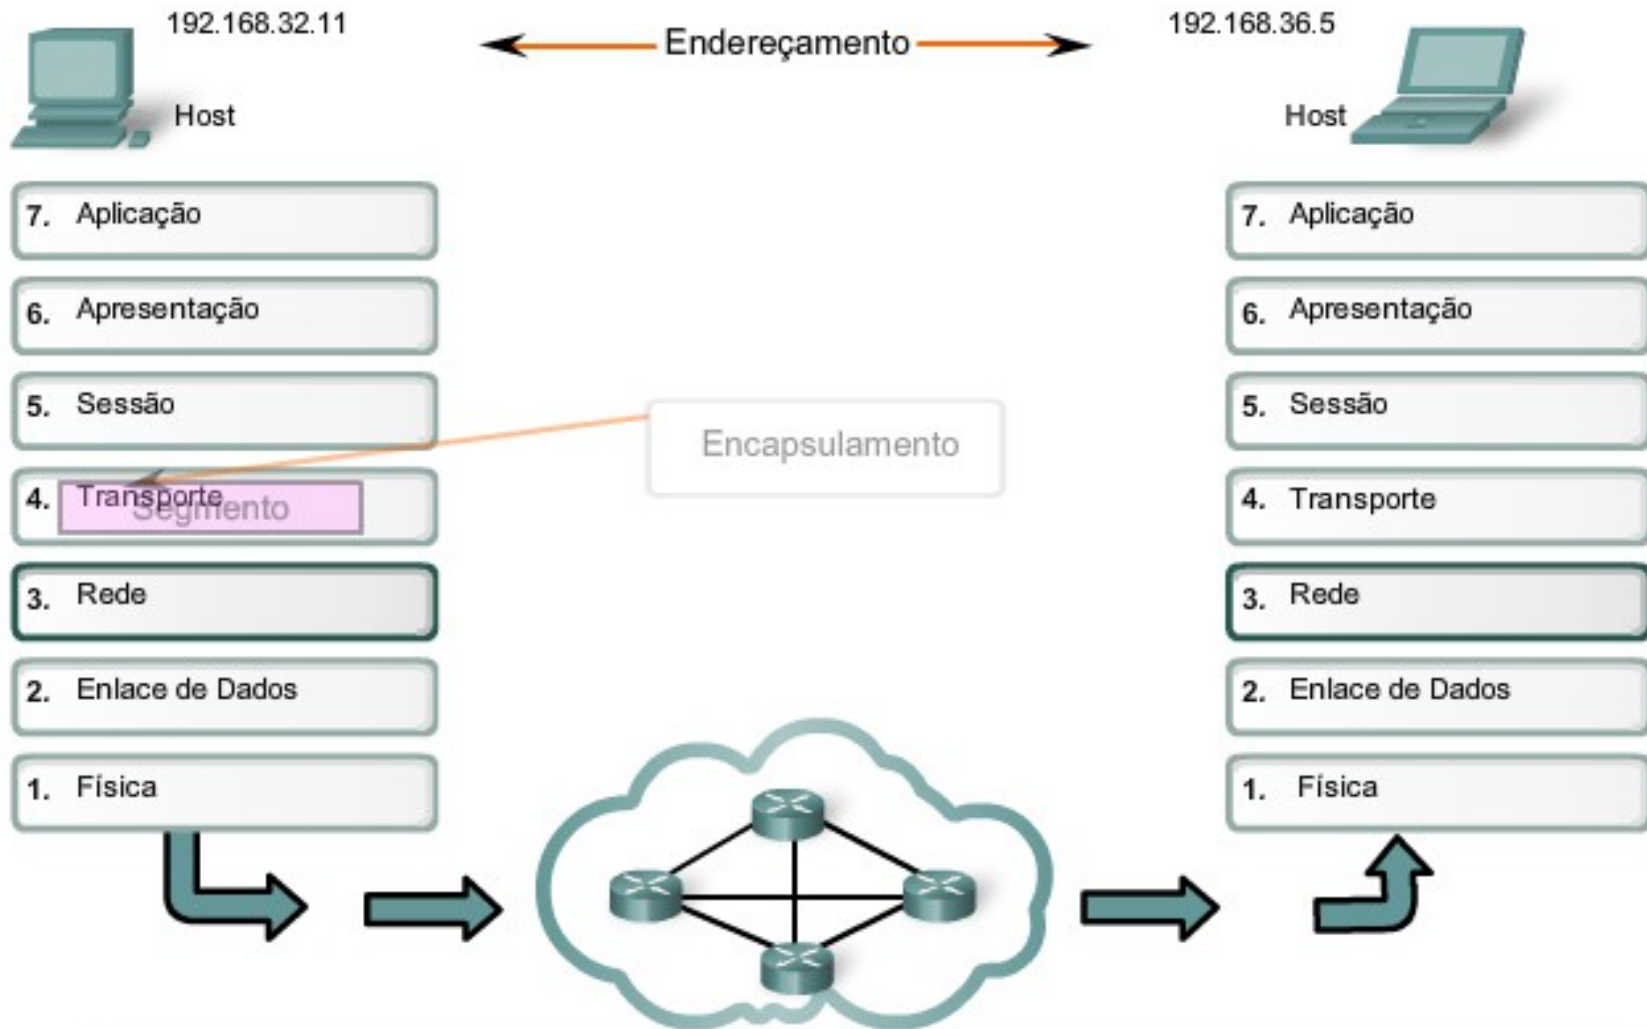 192.168.32.11
Endereçamento
192.168.36.5
Host
Host
7. Aplicação
6. Apresentação
5. Sessão
4. Transporte
Segmento
3. Rede
2. Enlace de Dados
1. Física
Encapsulamento
7. Aplicação
6. Apresentação
5. Sessão
4. Transporte
3. Rede
2. Enlace de Dados
1. Física